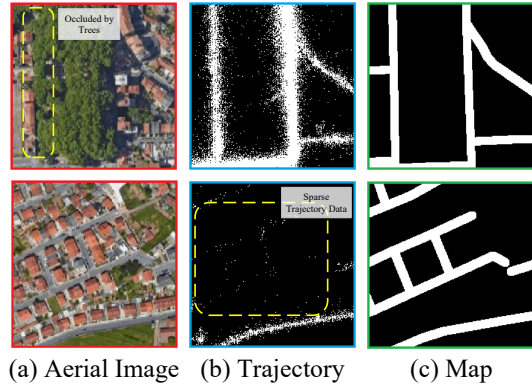 Occluded by
Trees
Sparse
Trajectory Data
(a) Aerial Image (b) Trajectory (c) Map